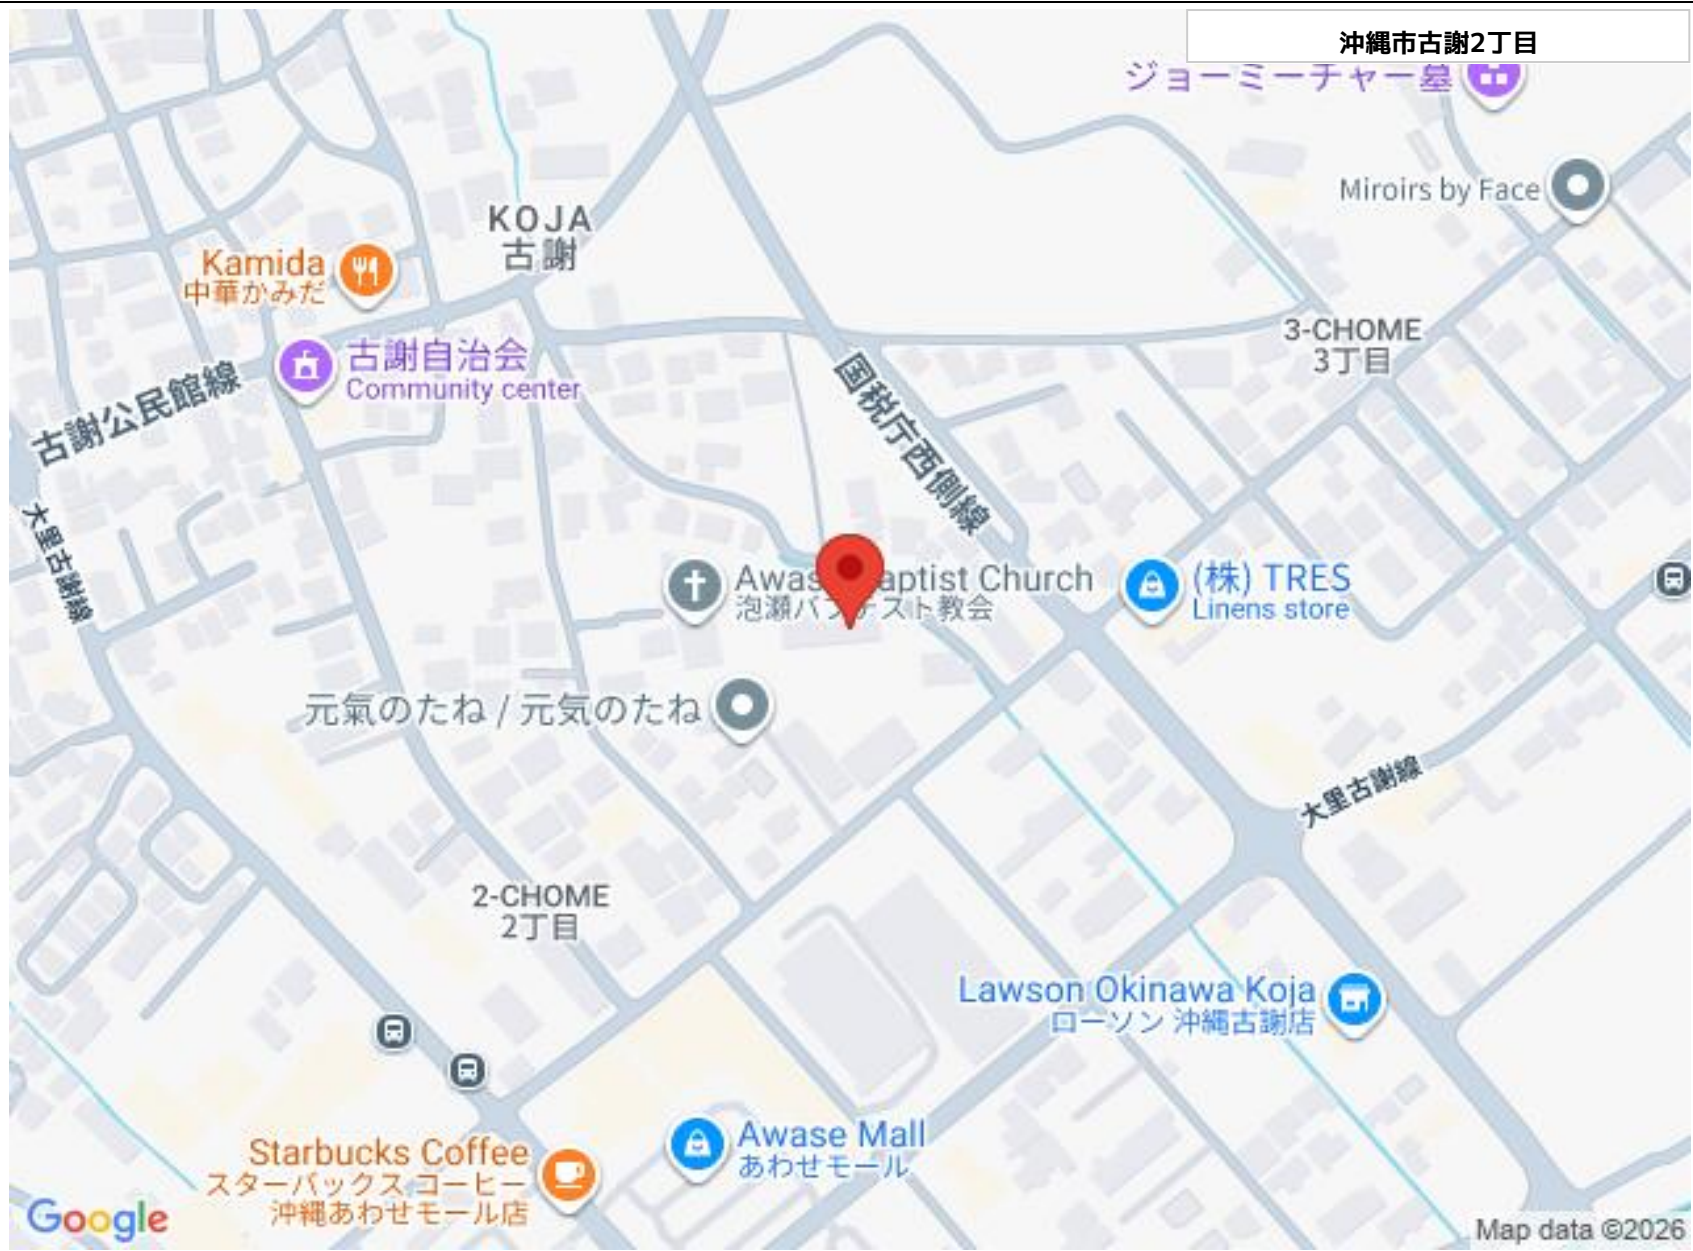 沖縄市古謝2丁目
ジョーミーチャー墓
Miroirs by Face
KOJA
古謝
Kamida
中華かみだ
3-CHOME
3丁目
古謝自治会
Community center
古謝公民館線
国税庁西側線
大里古謝線
Awase Baptist Church
泡瀬バプテスト教会
(株) TRES
Linens store
元氣のたね / 元気のたね
大里古謝線
2-CHOME
2丁目
Lawson Okinawa Koja
ローソン 沖縄古謝店
Awase Mall
あわせモール
Starbucks Coffee
スターバックス コーヒー
沖縄あわせモール店
Google
Map data ©2026